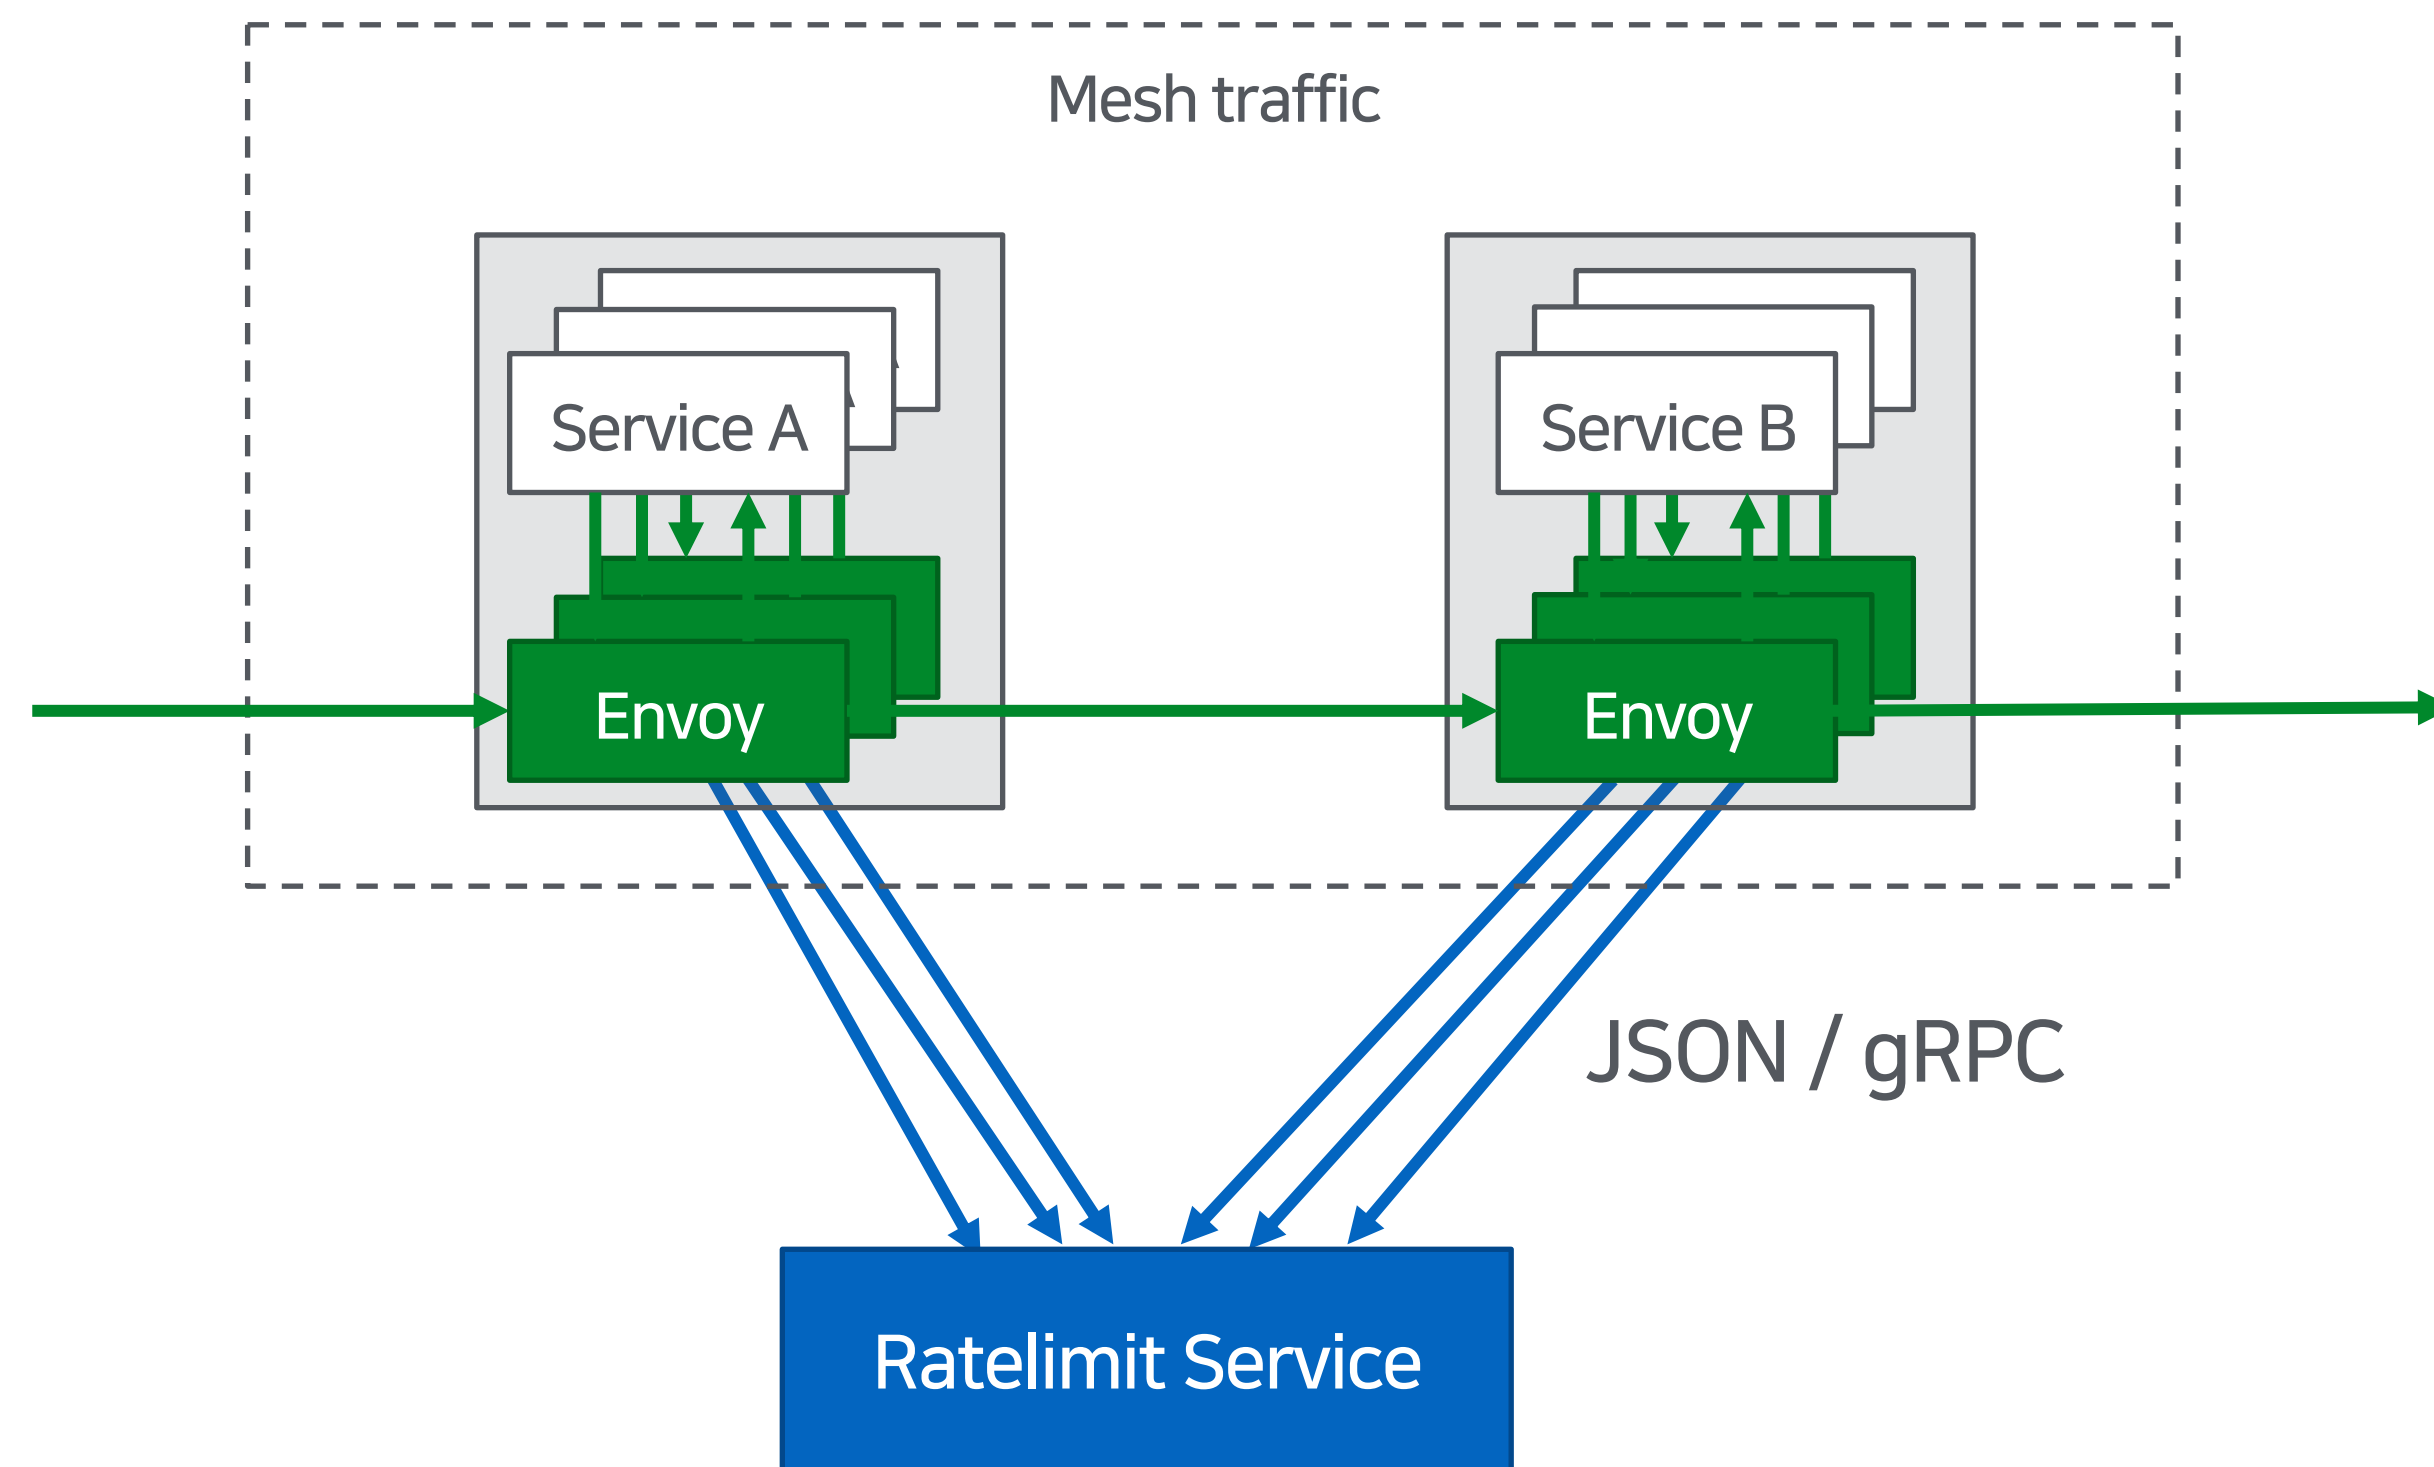 Mesh traffic
Service A
Service B
Envoy
Envoy
JSON / gRPC
Ratelimit Service